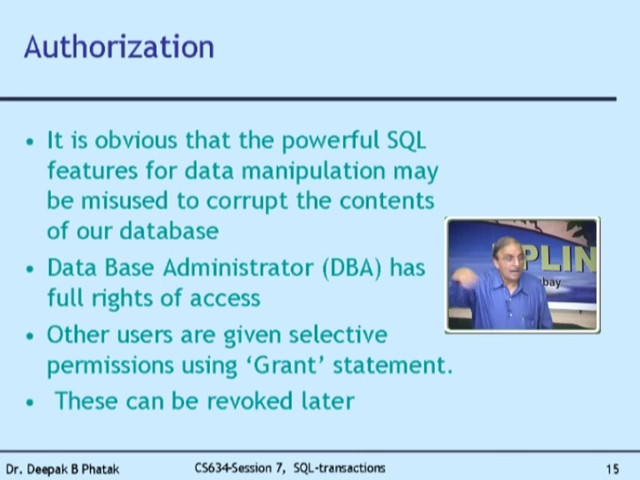 Authorization
• It is obvious that the powerful SQL
features for data manipulation may
be misused to corrupt the contents
of our database
• Data Base Administrator (DBA) has
full rights of access
• Other users are given selective
permissions using ‘Grant’ statement.
• These can be revoked later
PLIN
bay
Dr. Deepak B Phatak
CS634-Session 7, SQL-transactions
15